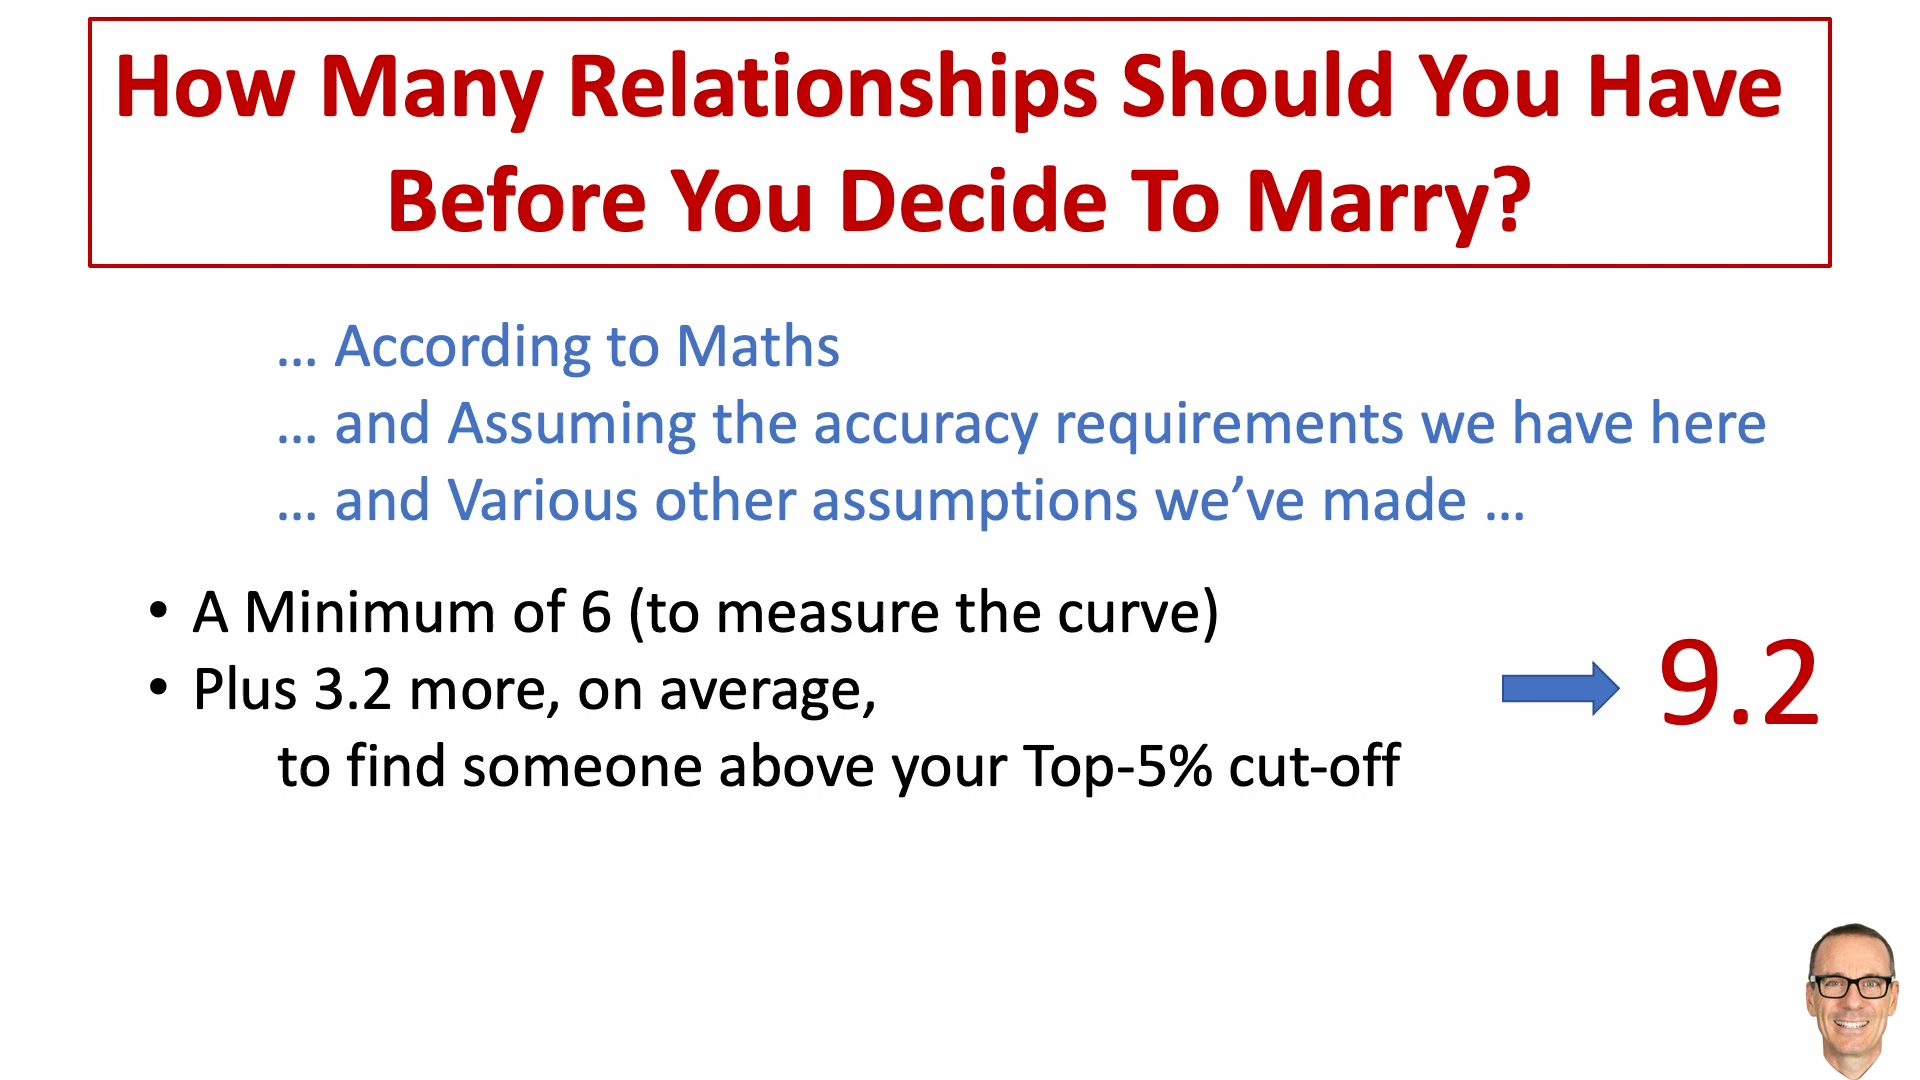 How Many Relationships Should You Have
Before You Decide To Marry?
... According to Maths
... and Assuming the accuracy requirements we have here
... and Various other assumptions we’ve made ...
• A Minimum of 6 (to measure the curve)
• Plus 3.2 more, on average,
to find someone above your Top-5% cut-off
9.2